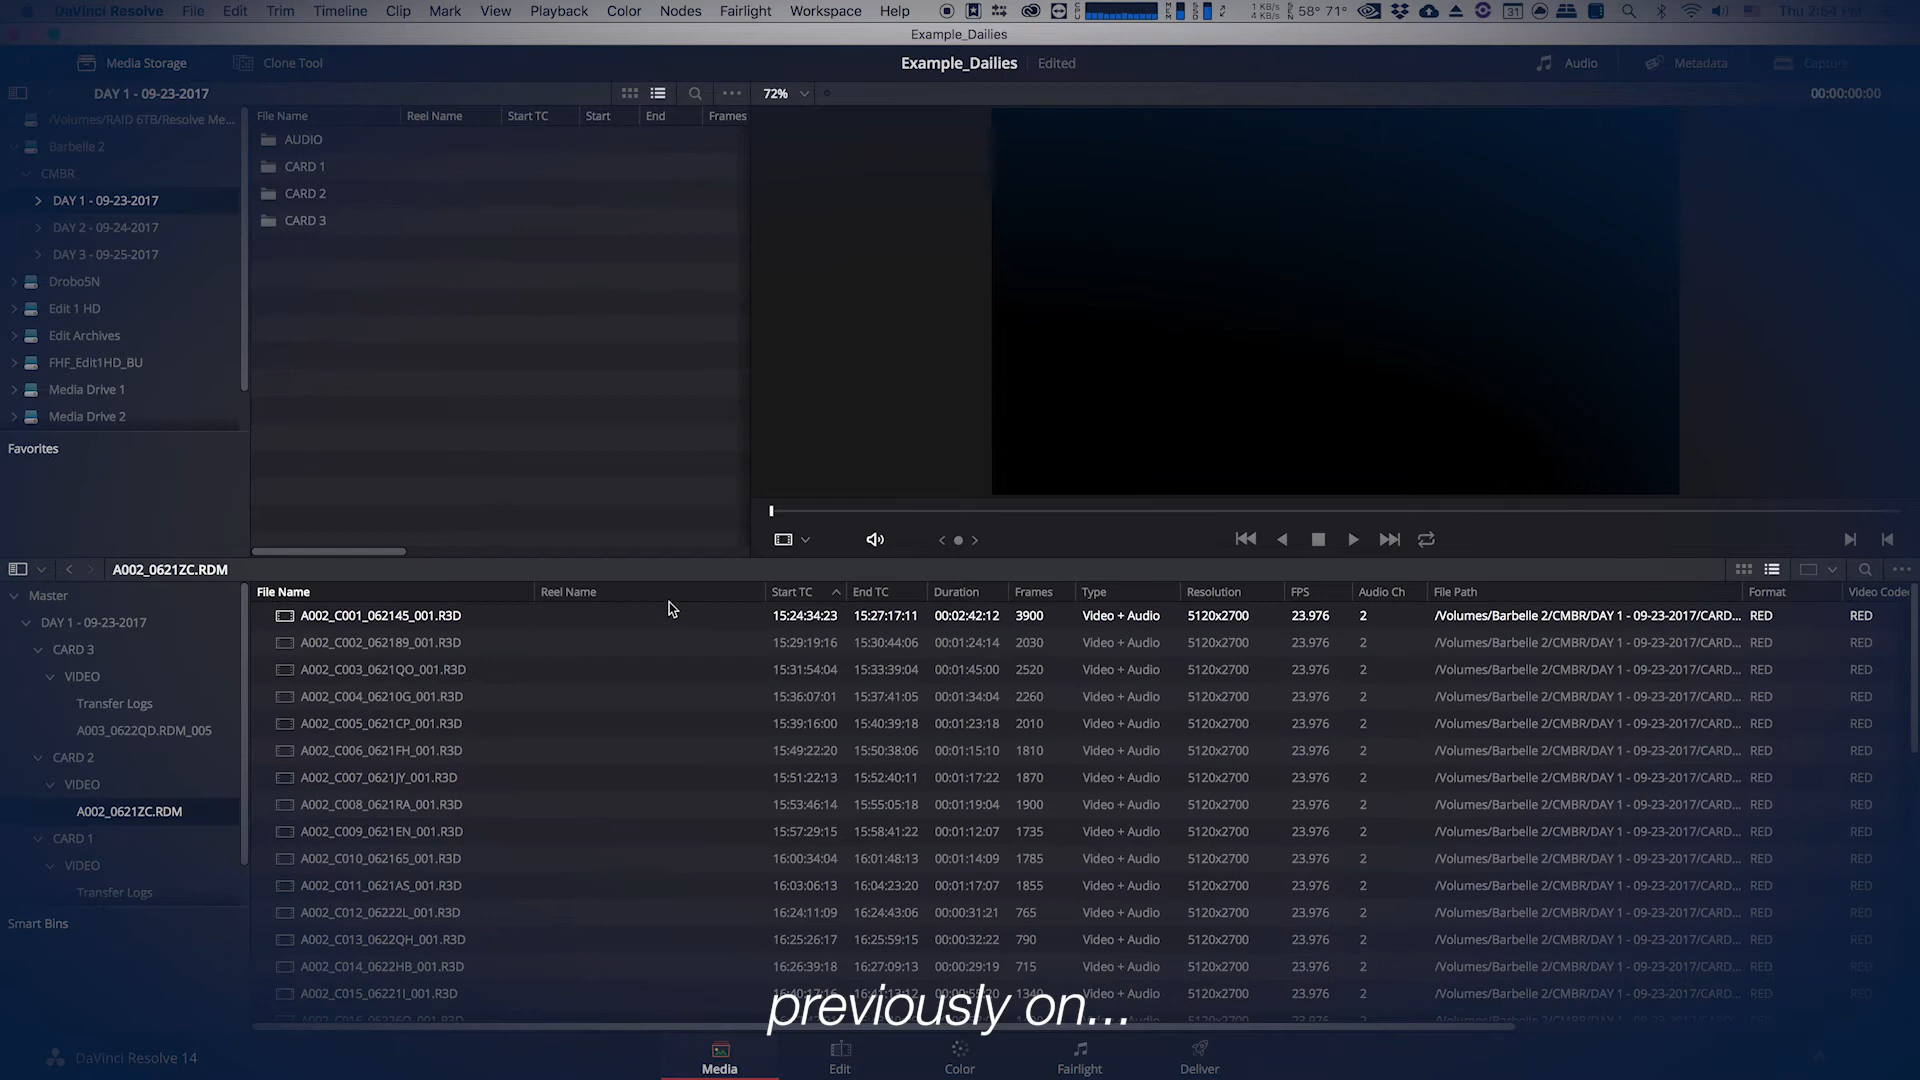 DaVinci Resolve File Edit Trim Timeline Clip Mark View Playback Color Nodes Fairlight Workspace Help 1 KB/s 4 KB/s 58° 71° 31 Thu 2:54 PM
Example_Dailies
Media Storage Clone Tool Example_Dailies Edited Audio Metadata Capture
DAY 1 - 09-23-2017 72% 00:00:00:00
/Volumes/RAID 6TB/Resolve Me...
Barbelle 2
CMBR
DAY 1 - 09-23-2017
DAY 2 - 09-24-2017
DAY 3 - 09-25-2017
Drobo5N
Edit 1 HD
Edit Archives
FHF_Edit1HD_BU
Media Drive 1
Media Drive 2
Favorites
File Name Reel Name Start TC Start End Frames
AUDIO
CARD 1
CARD 2
CARD 3
A002_0621ZC.RDM
Master
DAY 1 - 09-23-2017
CARD 3
VIDEO
Transfer Logs
A003_0622QD.RDM_005
CARD 2
VIDEO
A002_0621ZC.RDM
CARD 1
VIDEO
Transfer Logs
Smart Bins
File Name Reel Name Start TC End TC Duration Frames Type Resolution FPS Audio Ch File Path Format Video Codec
A002_C001_062145_001.R3D 15:24:34:23 15:27:17:11 00:02:42:12 3900 Video + Audio 5120x2700 23.976 2 /Volumes/Barbelle 2/CMBR/DAY 1 - 09-23-2017/CARD... RED RED
A002_C002_062189_001.R3D 15:29:19:16 15:30:44:06 00:01:24:14 2030 Video + Audio 5120x2700 23.976 2 /Volumes/Barbelle 2/CMBR/DAY 1 - 09-23-2017/CARD... RED RED
A002_C003_0621QO_001.R3D 15:31:54:04 15:33:39:04 00:01:45:00 2520 Video + Audio 5120x2700 23.976 2 /Volumes/Barbelle 2/CMBR/DAY 1 - 09-23-2017/CARD... RED RED
A002_C004_06210G_001.R3D 15:36:07:01 15:37:41:05 00:01:34:04 2260 Video + Audio 5120x2700 23.976 2 /Volumes/Barbelle 2/CMBR/DAY 1 - 09-23-2017/CARD... RED RED
A002_C005_0621CP_001.R3D 15:39:16:00 15:40:39:18 00:01:23:18 2010 Video + Audio 5120x2700 23.976 2 /Volumes/Barbelle 2/CMBR/DAY 1 - 09-23-2017/CARD... RED RED
A002_C006_0621FH_001.R3D 15:49:22:20 15:50:38:06 00:01:15:10 1810 Video + Audio 5120x2700 23.976 2 /Volumes/Barbelle 2/CMBR/DAY 1 - 09-23-2017/CARD... RED RED
A002_C007_0621JY_001.R3D 15:51:22:13 15:52:40:11 00:01:17:22 1870 Video + Audio 5120x2700 23.976 2 /Volumes/Barbelle 2/CMBR/DAY 1 - 09-23-2017/CARD... RED RED
A002_C008_0621RA_001.R3D 15:53:46:14 15:55:05:18 00:01:19:04 1900 Video + Audio 5120x2700 23.976 2 /Volumes/Barbelle 2/CMBR/DAY 1 - 09-23-2017/CARD... RED RED
A002_C009_0621EN_001.R3D 15:57:29:15 15:58:41:22 00:01:12:07 1735 Video + Audio 5120x2700 23.976 2 /Volumes/Barbelle 2/CMBR/DAY 1 - 09-23-2017/CARD... RED RED
A002_C010_062165_001.R3D 16:00:34:04 16:01:48:13 00:01:14:09 1785 Video + Audio 5120x2700 23.976 2 /Volumes/Barbelle 2/CMBR/DAY 1 - 09-23-2017/CARD... RED RED
A002_C011_0621AS_001.R3D 16:03:06:13 16:04:23:20 00:01:17:07 1855 Video + Audio 5120x2700 23.976 2 /Volumes/Barbelle 2/CMBR/DAY 1 - 09-23-2017/CARD... RED RED
A002_C012_06222L_001.R3D 16:24:11:09 16:24:43:06 00:00:31:21 765 Video + Audio 5120x2700 23.976 2 /Volumes/Barbelle 2/CMBR/DAY 1 - 09-23-2017/CARD... RED RED
A002_C013_0622QH_001.R3D 16:25:26:17 16:25:59:15 00:00:32:22 790 Video + Audio 5120x2700 23.976 2 /Volumes/Barbelle 2/CMBR/DAY 1 - 09-23-2017/CARD... RED RED
A002_C014_0622HB_001.R3D 16:26:39:18 16:27:09:13 00:00:29:19 715 Video + Audio 5120x2700 23.976 2 /Volumes/Barbelle 2/CMBR/DAY 1 - 09-23-2017/CARD... RED RED
A002_C015_06221I_001.R3D 16:40:17:16 1340 Video + Audio 5120x2700 23.976 2 /Volumes/Barbelle 2/CMBR/DAY 1 - 09-23-2017/CARD... RED RED
previously on...
DaVinci Resolve 14 Media Edit Color Fairlight Deliver